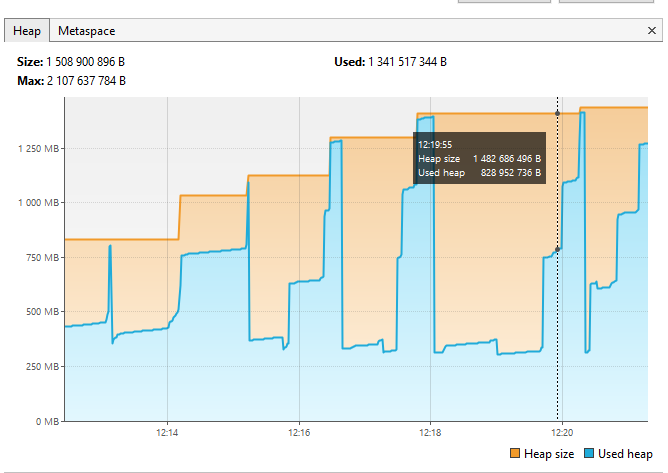 Heap Metaspace
Size: 1 508 900 896 B Used: 1 341 517 344 B
Max: 2 107 637 784 B
1 250 MB
1 000 MB
750 MB
500 MB
250 MB
0 MB
12:19:55
Heap size 1 482 686 496 B
Used heap 828 952 736 B
12:14 12:16 12:18 12:20
Heap size Used heap